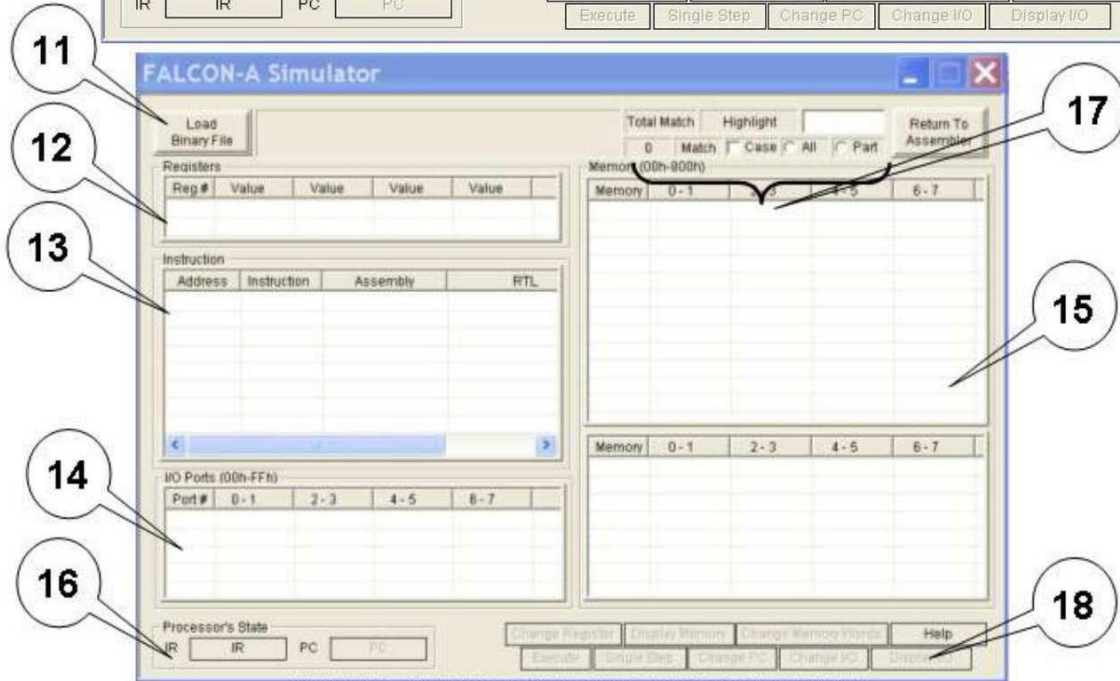 IR IR PC PC
Execute Single Step Change PC Change I/O Display I/O
11
FALCON-A Simulator
17
Load Binary File
Total Match Highlight
Return To Assembler
0 Match Case All Part
12
Registers
Memory (00h-800h)
Reg.# Value Value Value Value
Memory 0 - 1 2 - 3 4 - 5 6 - 7
13
Instruction
Address Instruction Assembly RTL
15
Memory 0 - 1 2 - 3 4 - 5 6 - 7
14
I/O Ports (00h-FFh)
Port # 0 - 1 2 - 3 4 - 5 6 - 7
16
18
Processor's State
Change Register Display Memory Change Memory Words Help
IR IR PC PC
Execute Single Step Change PC Change I/O Display I/O